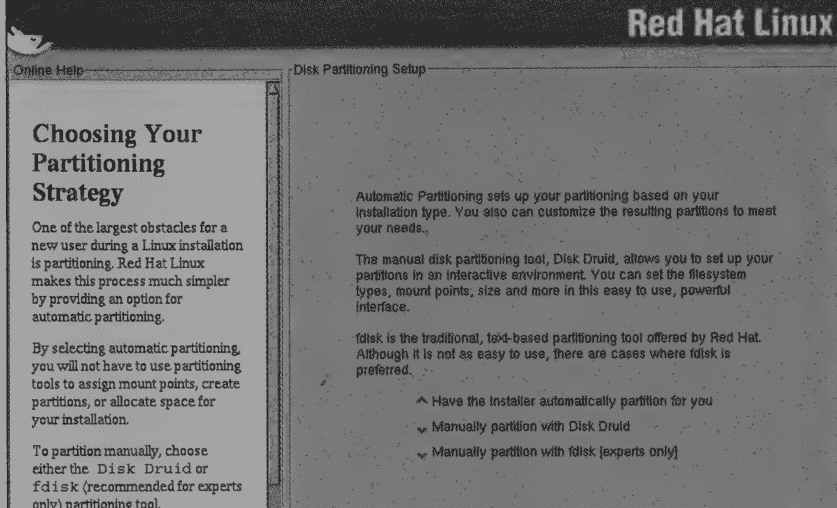 Red Hat Linux
Online Help
Choosing Your
Partitioning
Strategy
One of the largest obstacles for a
new user during a Linux installation
is partitioning. Red Hat Linux
makes this process much simpler
by providing an option for
automatic partitioning.
By selecting automatic partitioning,
you will not have to use partitioning
tools to assign mount points, create
partitions, or allocate space for
your installation.
To partition manually, choose
either the Disk Druid or
fdisk (recommended for experts
only) partitioning tool.
Disk Partitioning Setup
Automatic Partitioning sets up your partitioning based on your
installation type. You also can customize the resulting partitions to meet
your needs.
The manual disk partitioning tool, Disk Druid, allows you to set up your
partitions in an interactive environment. You can set the filesystem
types, mount points, size and more in this easy to use, powerful
interface.
fdisk is the traditional, text-based partitioning tool offered by Red Hat.
Although it is not as easy to use, there are cases where fdisk is
preferred.
Have the installer automatically partition for you
Manually partition with Disk Druid
Manually partition with fdisk [experts only]